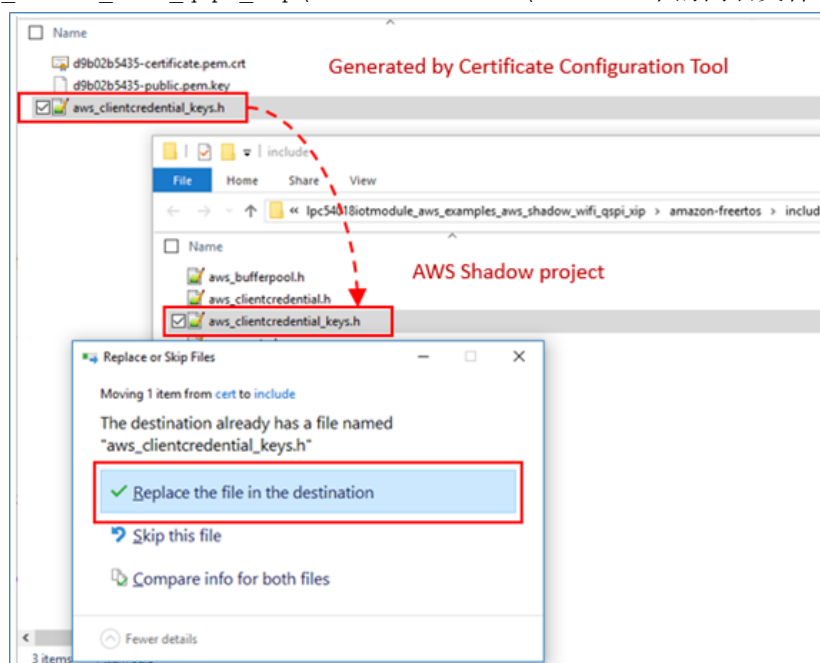 Name
d9b02b5435-certificate.pem.crt
Generated by Certificate Configuration Tool
d9b02b5435-public.pem.key
aws_clientcredential_keys.h
include
File Home Share View
« lpc54018iotmodule_aws_examples_aws_shadow_wifi_qspi_xip › amazon-freertos › includ
Name
aws_bufferpool.h
AWS Shadow project
aws_clientcredential.h
aws_clientcredential_keys.h
Replace or Skip Files
Moving 1 item from cert to include
The destination already has a file named
"aws_clientcredential_keys.h"
Replace the file in the destination
Skip this file
Compare info for both files
Fewer details
3 items